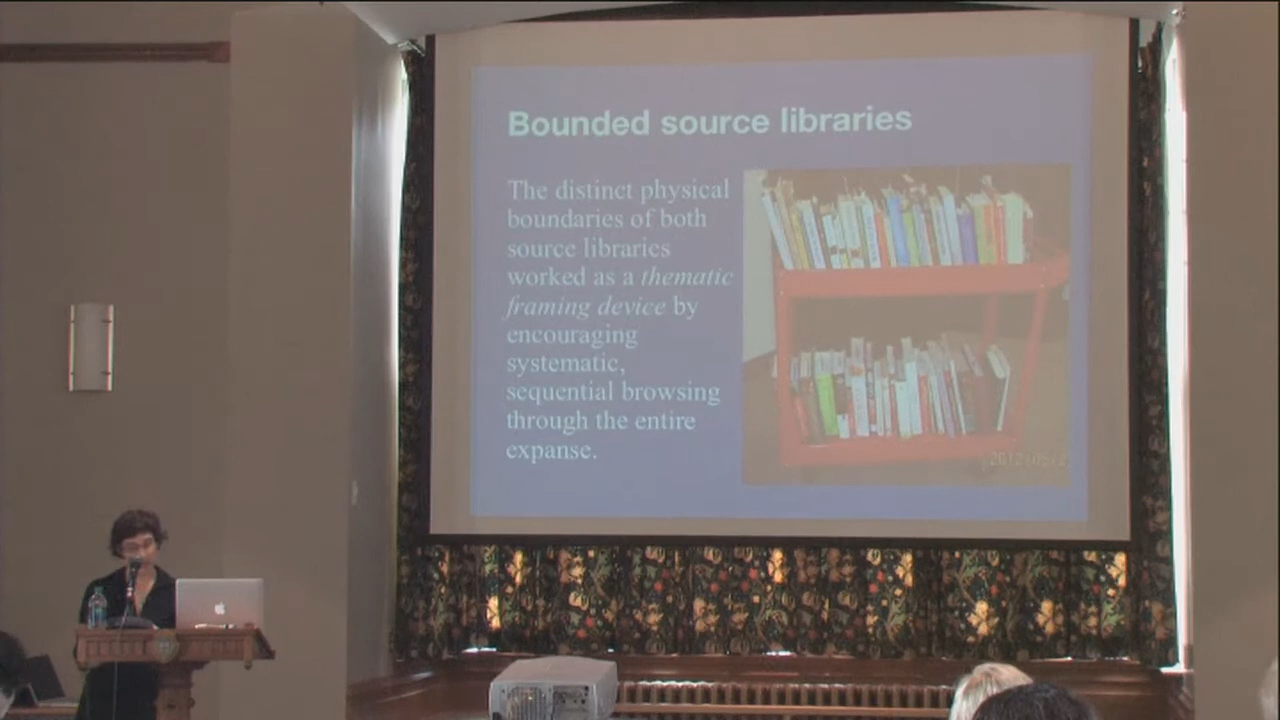 Bounded source libraries
The distinct physical
boundaries of both
source libraries
worked as a thematic
framing device by
encouraging
systematic,
sequential browsing
through the entire
expanse.